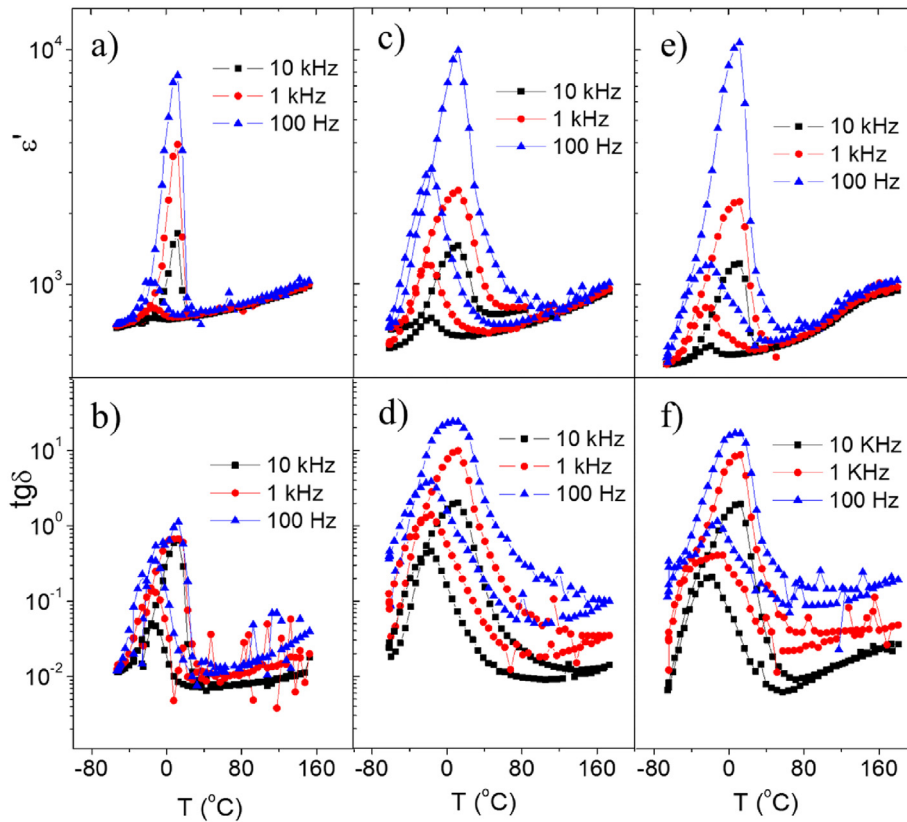 a)
10 kHz
1 kHz
100 Hz
c)
10 kHz
1 kHz
100 Hz
e)
10 kHz
1 kHz
100 Hz
10⁴
10³
ε'
b)
10 kHz
1 kHz
100 Hz
d)
10 kHz
1 kHz
100 Hz
f)
10 KHz
1 KHz
100 Hz
10¹
10⁰
10⁻¹
10⁻²
tgδ
-80 0 80 160 -80 0 80 160 -80 0 80 160
T (°C) T (°C) T (°C)